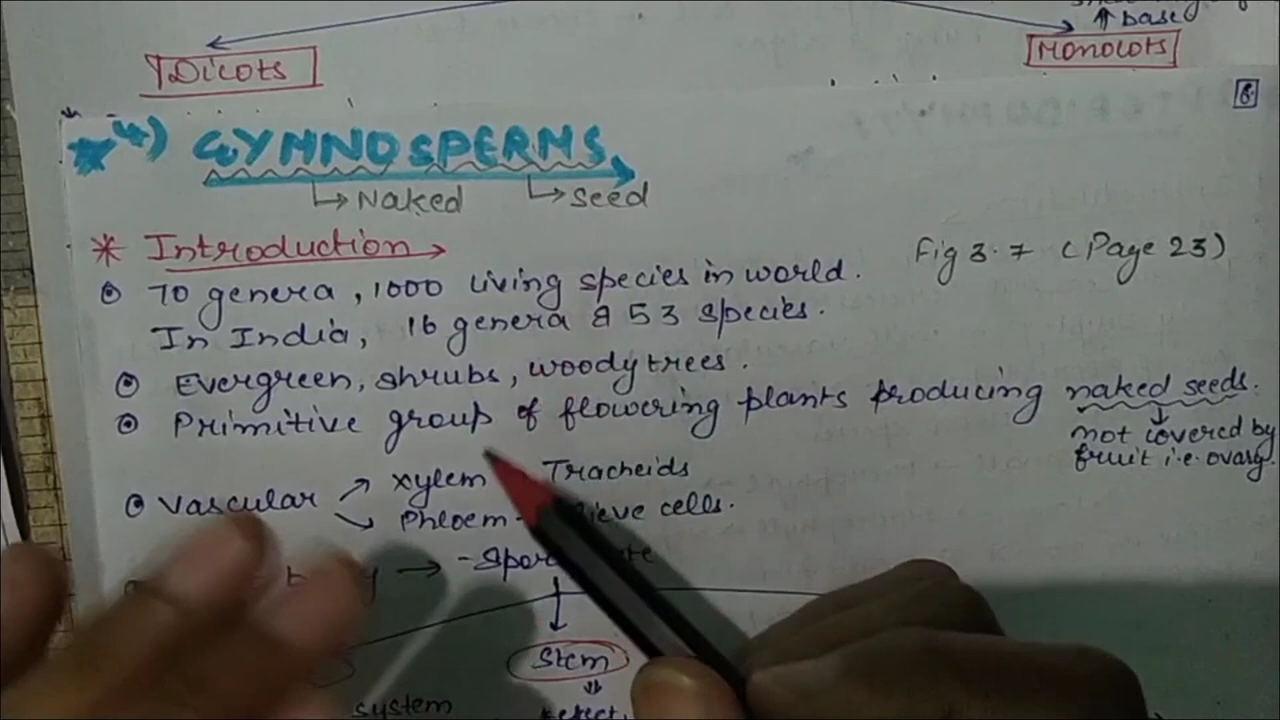 ↑ base
Dicots
Monocots
8
4) GYMNOSPERMS
↳ Naked ↳ Seed
* Introduction →
Fig 3.7 (Page 23)
70 genera, 1000 living species in world.
In India, 16 genera & 53 species.
Evergreen, shrubs, woody trees.
Primitive group of flowering plants producing naked seeds.
not covered by
fruit i.e. ovary.
Vascular xylem Tracheids
Phloem - sieve cells.
→ -
Stem
system
erect,